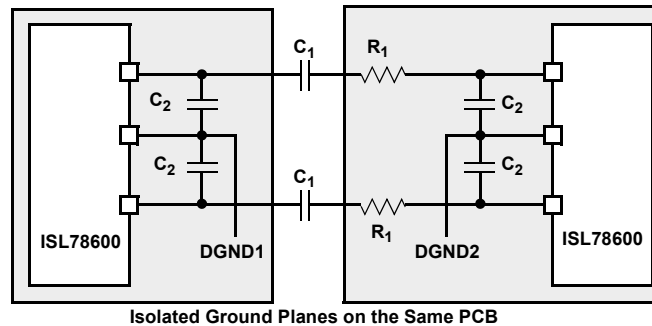 C1
R1
C2
C2
C2
C2
C1
R1
ISL78600
DGND1
DGND2
ISL78600
Isolated Ground Planes on the Same PCB